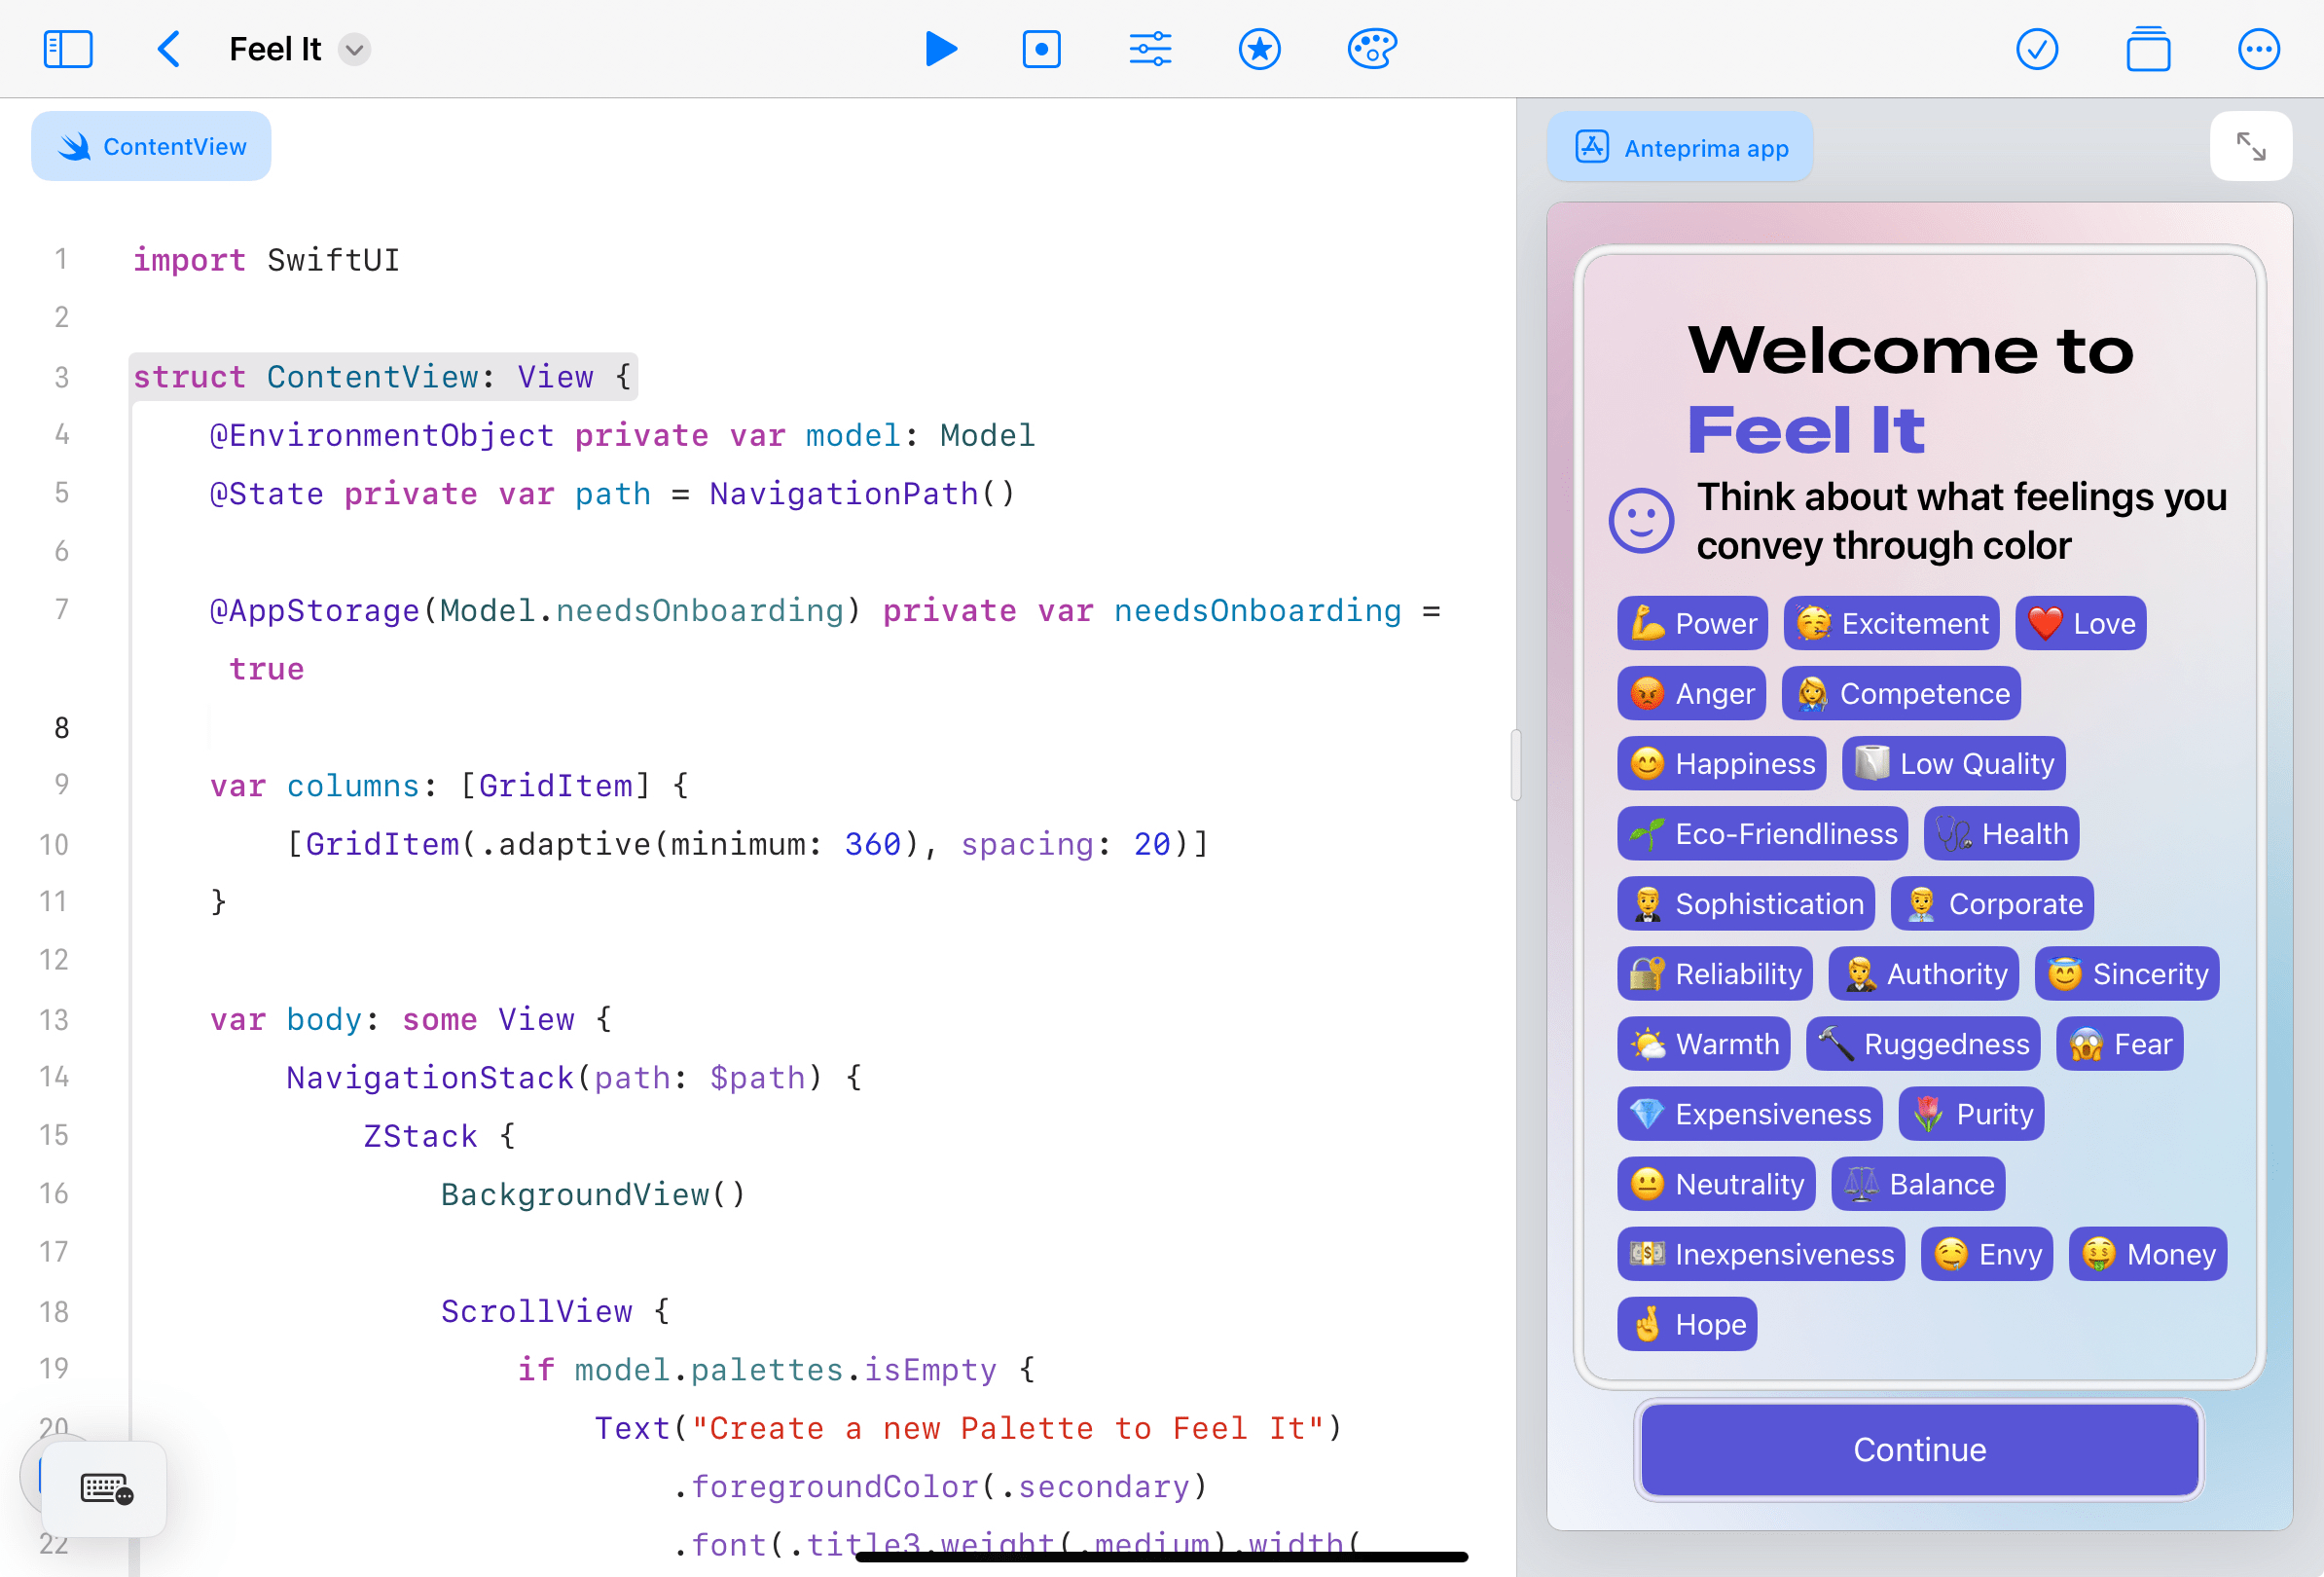 Feel It
ContentView
Anteprima app
1 import SwiftUI
2
3 struct ContentView: View {
4 @EnvironmentObject private var model: Model
5 @State private var path = NavigationPath()
6
7 @AppStorage(Model.needsOnboarding) private var needsOnboarding =
true
8
9 var columns: [GridItem] {
10 [GridItem(.adaptive(minimum: 360), spacing: 20)]
11 }
12
13 var body: some View {
14 NavigationStack(path: $path) {
15 ZStack {
16 BackgroundView()
17
18 ScrollView {
19 if model.palettes.isEmpty {
20 Text("Create a new Palette to Feel It")
.foregroundColor(.secondary)
22 .font(.title3.weight(.medium).width(
Welcome to
Feel It
Think about what feelings you
convey through color
Power Excitement Love
Anger Competence
Happiness Low Quality
Eco-Friendliness Health
Sophistication Corporate
Reliability Authority Sincerity
Warmth Ruggedness Fear
Expensiveness Purity
Neutrality Balance
Inexpensiveness Envy Money
Hope
Continue